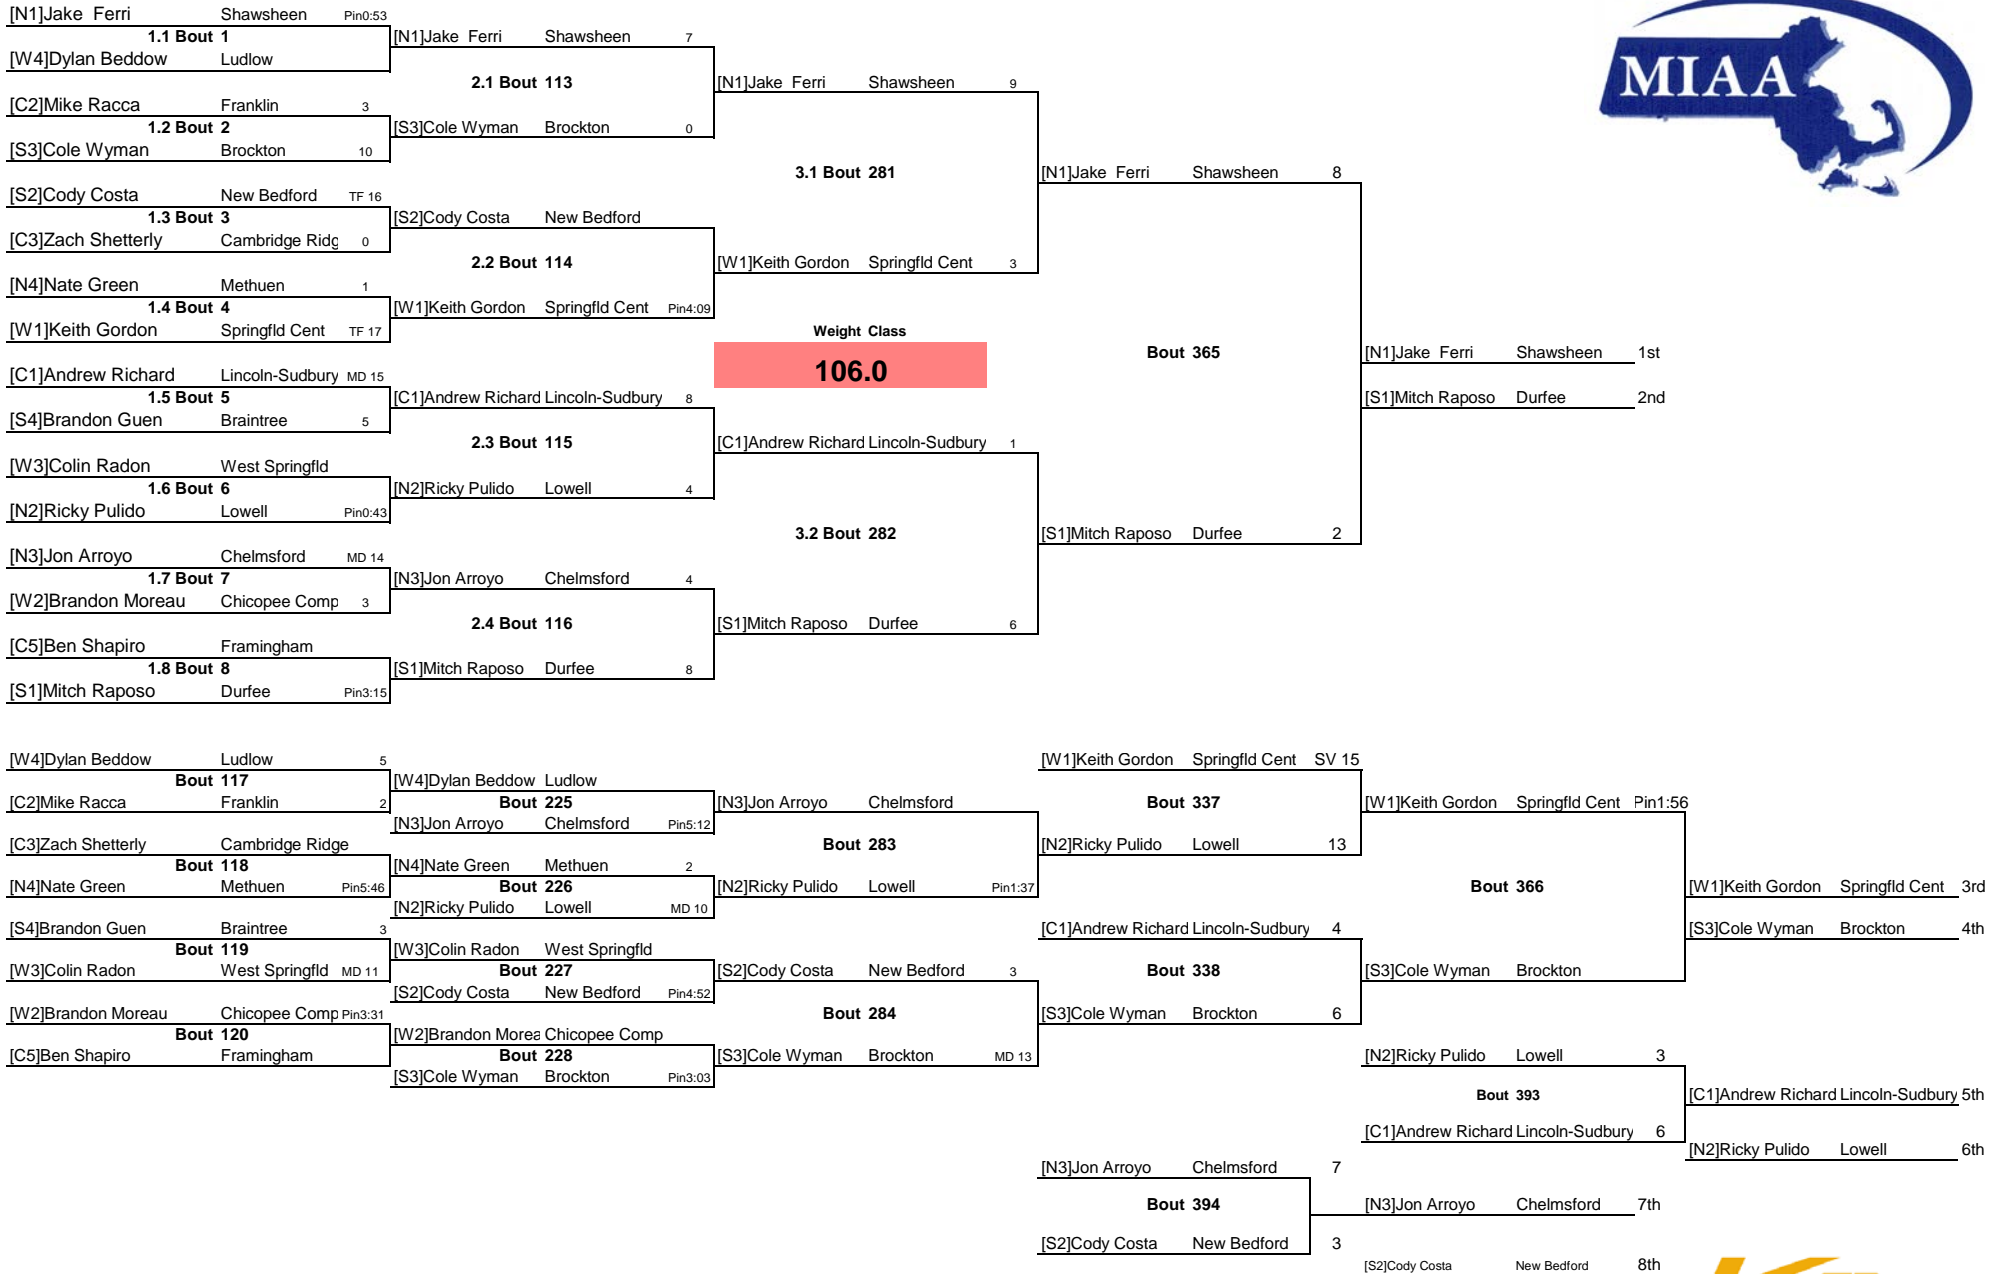 [N1]Jake  Ferri Shawsheen Pin0:53
1.1 Bout 1
[W4]Dylan Beddow Ludlow
[C2]Mike Racca Franklin 3
1.2 Bout 2
[S3]Cole Wyman Brockton 10
[S2]Cody Costa New Bedford TF 16
1.3 Bout 3
[C3]Zach Shetterly Cambridge Ridg 0
[N4]Nate Green Methuen 1
1.4 Bout 4
[W1]Keith Gordon Springfld Cent TF 17
[C1]Andrew Richard Lincoln-Sudbury MD 15
1.5 Bout 5
[S4]Brandon Guen Braintree 5
[W3]Colin Radon West Springfld
1.6 Bout 6
[N2]Ricky Pulido Lowell Pin0:43
[N3]Jon Arroyo Chelmsford MD 14
1.7 Bout 7
[W2]Brandon Moreau Chicopee Comp 3
[C5]Ben Shapiro Framingham
1.8 Bout 8
[S1]Mitch Raposo Durfee Pin3:15
[N1]Jake  Ferri Shawsheen 7
2.1 Bout 113
[S3]Cole Wyman Brockton 0
[S2]Cody Costa New Bedford
2.2 Bout 114
[W1]Keith Gordon Springfld Cent Pin4:09
[C1]Andrew Richard Lincoln-Sudbury 8
2.3 Bout 115
[N2]Ricky Pulido Lowell 4
[N3]Jon Arroyo Chelmsford 4
2.4 Bout 116
[S1]Mitch Raposo Durfee 8
[N1]Jake  Ferri Shawsheen 9
3.1 Bout 281
[W1]Keith Gordon Springfld Cent 3
Weight Class
106.0
[C1]Andrew Richard Lincoln-Sudbury 1
3.2 Bout 282
[S1]Mitch Raposo Durfee 6
[N1]Jake  Ferri Shawsheen 8
Bout 365
[S1]Mitch Raposo Durfee 2
[N1]Jake  Ferri Shawsheen 1st
[S1]Mitch Raposo Durfee 2nd
MIAA
[W4]Dylan Beddow Ludlow 5
Bout 117
[C2]Mike Racca Franklin 2
[C3]Zach Shetterly Cambridge Ridge
Bout 118
[N4]Nate Green Methuen Pin5:46
[S4]Brandon Guen Braintree 3
Bout 119
[W3]Colin Radon West Springfld MD 11
[W2]Brandon Moreau Chicopee Comp Pin3:31
Bout 120
[C5]Ben Shapiro Framingham
[W4]Dylan Beddow Ludlow
Bout 225
[N3]Jon Arroyo Chelmsford Pin5:12
[N4]Nate Green Methuen 2
Bout 226
[N2]Ricky Pulido Lowell MD 10
[W3]Colin Radon West Springfld
Bout 227
[S2]Cody Costa New Bedford Pin4:52
[W2]Brandon Morea Chicopee Comp
Bout 228
[S3]Cole Wyman Brockton Pin3:03
[N3]Jon Arroyo Chelmsford
Bout 283
[N2]Ricky Pulido Lowell Pin1:37
[S2]Cody Costa New Bedford 3
Bout 284
[S3]Cole Wyman Brockton MD 13
[W1]Keith Gordon Springfld Cent SV 15
Bout 337
[N2]Ricky Pulido Lowell 13
[C1]Andrew Richard Lincoln-Sudbury 4
Bout 338
[S3]Cole Wyman Brockton 6
[W1]Keith Gordon Springfld Cent Pin1:56
Bout 366
[S3]Cole Wyman Brockton
[W1]Keith Gordon Springfld Cent 3rd
[S3]Cole Wyman Brockton 4th
[N2]Ricky Pulido Lowell 3
Bout 393
[C1]Andrew Richard Lincoln-Sudbury 6
[C1]Andrew Richard Lincoln-Sudbury 5th
[N2]Ricky Pulido Lowell 6th
[N3]Jon Arroyo Chelmsford 7
Bout 394
[S2]Cody Costa New Bedford 3
[N3]Jon Arroyo Chelmsford 7th
[S2]Cody Costa New Bedford 8th